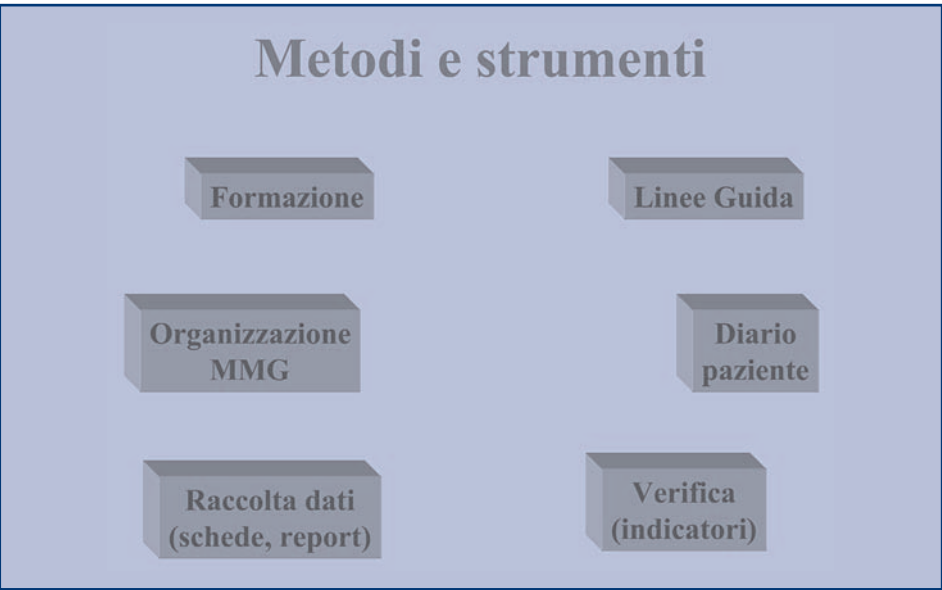 Metodi e strumenti
Formazione
Linee Guida
Organizzazione
MMG
Diario
paziente
Raccolta dati
(schede, report)
Verifica
(indicatori)